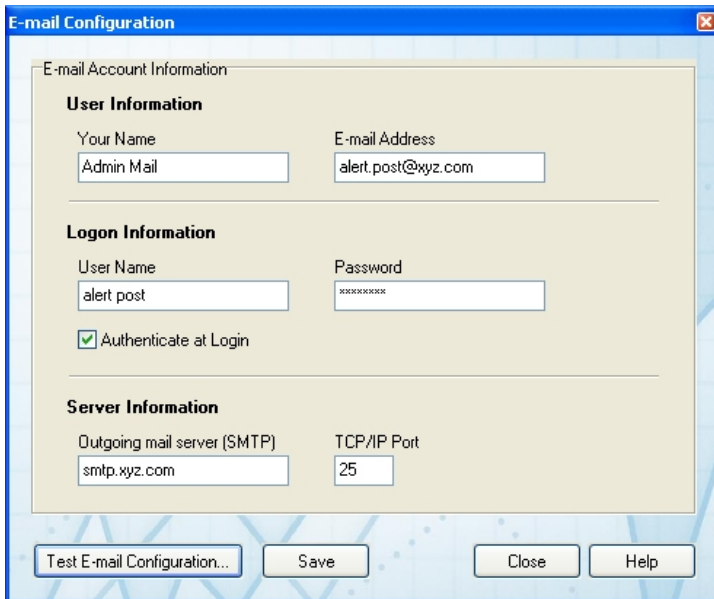 E-mail Configuration
E-mail Account Information
User Information
Your Name
E-mail Address
Admin Mail
alert.post@xyz.com
Logon Information
User Name
Password
alert post
********
Authenticate at Login
Server Information
Outgoing mail server (SMTP)
TCP/IP Port
smtp.xyz.com
25
Test E-mail Configuration...
Save
Close
Help